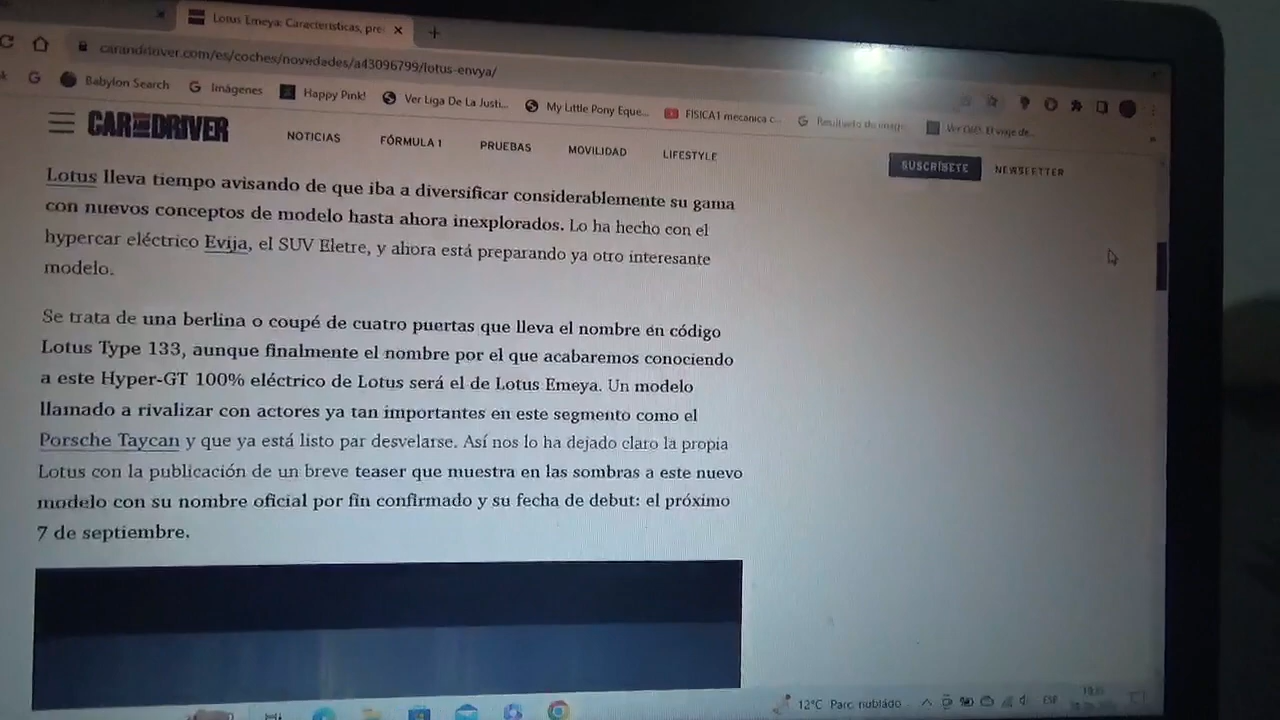 Lotus Emeya: Características, pre
carandriver.com/es/coches/novedades/a43096799/lotus-envya/
Babylon Search
Imágenes
Happy Pink!
Ver Liga De La Justi...
My Little Pony Eque...
FISICA1 mecánica c...
CAR AND DRIVER
NOTICIAS
FÓRMULA 1
PRUEBAS
MOVILIDAD
LIFESTYLE
SUSCRÍBETE
NEWSLETTER
Lotus lleva tiempo avisando de que iba a diversificar considerablemente su gama
con nuevos conceptos de modelo hasta ahora inexplorados. Lo ha hecho con el
hypercar eléctrico Evija, el SUV Eletre, y ahora está preparando ya otro interesante
modelo.
Se trata de una berlina o coupé de cuatro puertas que lleva el nombre en código
Lotus Type 133, aunque finalmente el nombre por el que acabaremos conociendo
a este Hyper-GT 100% eléctrico de Lotus será el de Lotus Emeya. Un modelo
llamado a rivalizar con actores ya tan importantes en este segmento como el
Porsche Taycan y que ya está listo par desvelarse. Así nos lo ha dejado claro la propia
Lotus con la publicación de un breve teaser que muestra en las sombras a este nuevo
modelo con su nombre oficial por fin confirmado y su fecha de debut: el próximo
7 de septiembre.
12°C Parc. nublado
ESP